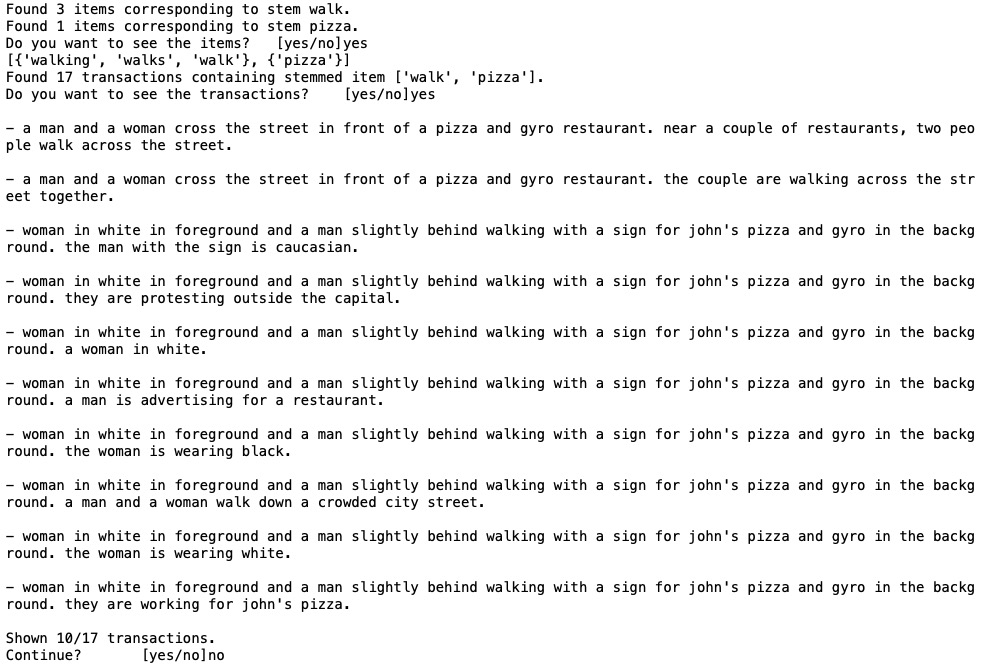 Found 3 items corresponding to stem walk.
Found 1 items corresponding to stem pizza.
Do you want to see the items?   [yes/no]yes
[{'walking', 'walks', 'walk'}, {'pizza'}]
Found 17 transactions containing stemmed item ['walk', 'pizza'].
Do you want to see the transactions?    [yes/no]yes
– a man and a woman cross the street in front of a pizza and gyro restaurant. near a couple of restaurants, two peo
ple walk across the street.
– a man and a woman cross the street in front of a pizza and gyro restaurant. the couple are walking across the str
eet together.
– woman in white in foreground and a man slightly behind walking with a sign for john's pizza and gyro in the backg
round. the man with the sign is caucasian.
– woman in white in foreground and a man slightly behind walking with a sign for john's pizza and gyro in the backg
round. they are protesting outside the capital.
– woman in white in foreground and a man slightly behind walking with a sign for john's pizza and gyro in the backg
round. a woman in white.
– woman in white in foreground and a man slightly behind walking with a sign for john's pizza and gyro in the backg
round. a man is advertising for a restaurant.
– woman in white in foreground and a man slightly behind walking with a sign for john's pizza and gyro in the backg
round. the woman is wearing black.
– woman in white in foreground and a man slightly behind walking with a sign for john's pizza and gyro in the backg
round. a man and a woman walk down a crowded city street.
– woman in white in foreground and a man slightly behind walking with a sign for john's pizza and gyro in the backg
round. the woman is wearing white.
– woman in white in foreground and a man slightly behind walking with a sign for john's pizza and gyro in the backg
round. they are working for john's pizza.
Shown 10/17 transactions.
Continue?       [yes/no]no